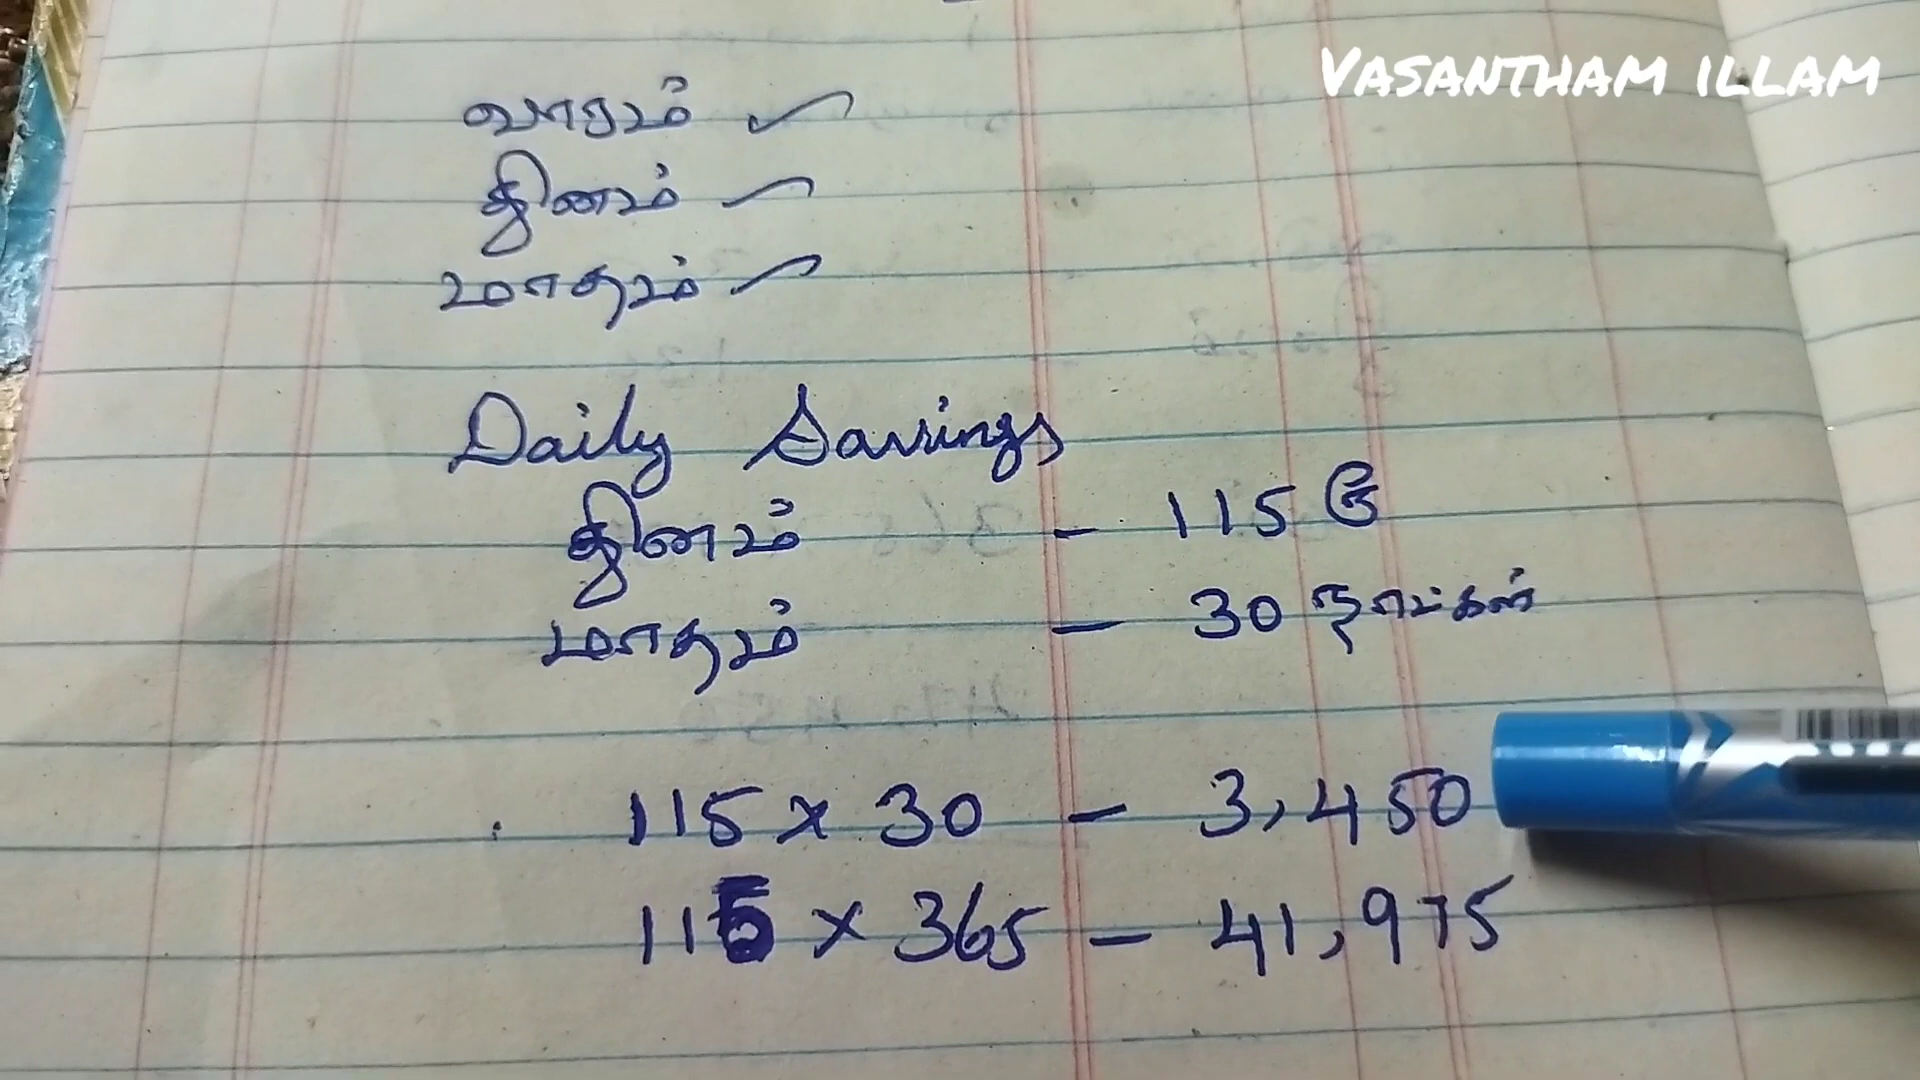 VASANTHAM ILLAM
வாரம்
தினம்
மாதம்
Daily Savings
தினம் - 115 ரூ
மாதம் - 30 நாட்கள்
115 x 30 - 3,450
115 x 365 - 41,975